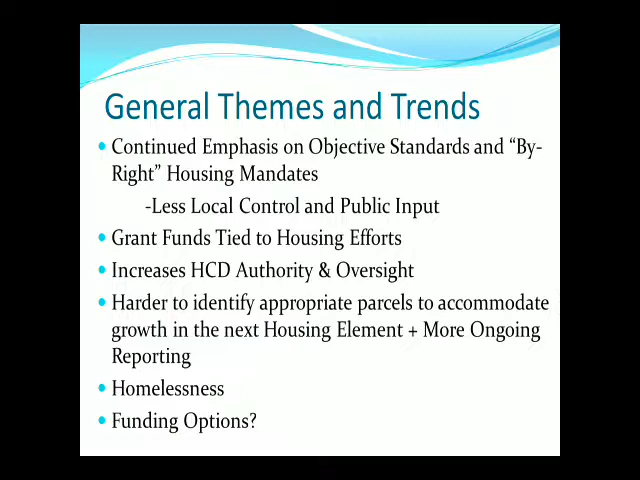 General Themes and Trends
Continued Emphasis on Objective Standards and “By-
Right” Housing Mandates
-Less Local Control and Public Input
Grant Funds Tied to Housing Efforts
Increases HCD Authority & Oversight
Harder to identify appropriate parcels to accommodate
growth in the next Housing Element + More Ongoing
Reporting
Homelessness
Funding Options?